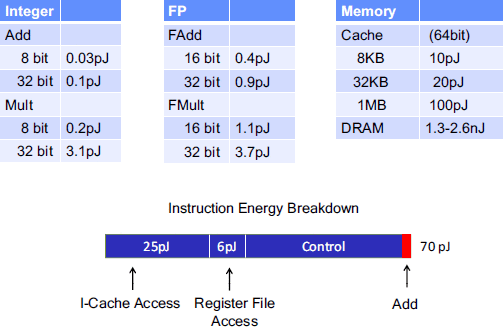 Integer
Add
8 bit 0.03pJ
32 bit 0.1pJ
Mult
8 bit 0.2pJ
32 bit 3.1pJ
FP
FAdd
16 bit 0.4pJ
32 bit 0.9pJ
FMult
16 bit 1.1pJ
32 bit 3.7pJ
Memory
Cache (64bit)
8KB 10pJ
32KB 20pJ
1MB 100pJ
DRAM 1.3-2.6nJ
Instruction Energy Breakdown
25pJ 6pJ Control 70 pJ
I-Cache Access Register File
Access
Add